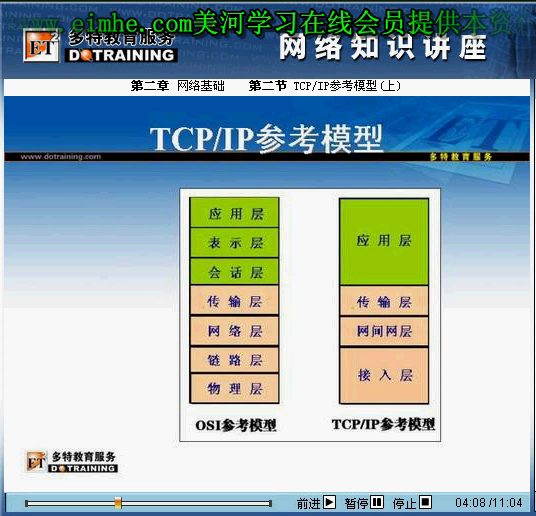 www.eimhe.com美河学习在线会员提供本资
多特教育服务
DOTRAINING
网络知识讲座
第二章 网络基础 第二节 TCP/IP参考模型(上)
TCP/IP参考模型
www.dotraining.com
多特教育服务
应用层
表示层
会话层
传输层
网络层
链路层
物理层
OSI参考模型
应用层
传输层
网间网层
接入层
TCP/IP参考模型
ET
多特教育服务
DOTRAINING
前进 暂停 停止 04:08/11:04